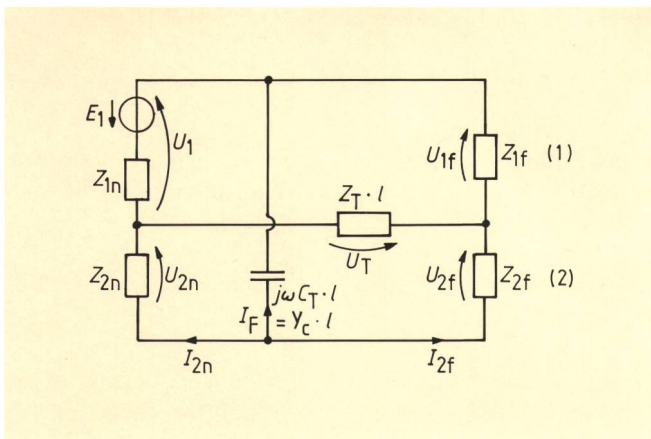 E1
U1
Z1n
U1f
Z1f (1)
ZT · l
UT
Z2n
U2n
jωCT · l
IF = Yc · l
U2f
Z2f (2)
I2n
I2f